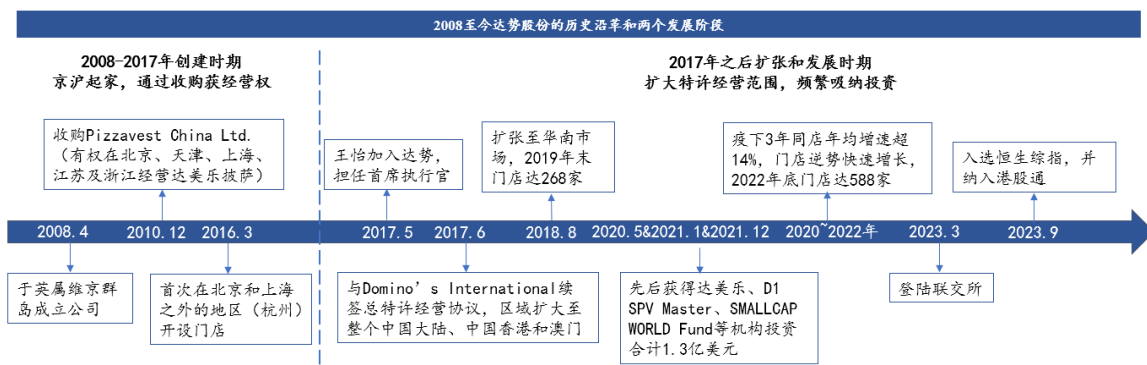 2008至今达势股份的历史沿革和两个发展阶段
2008-2017年创建时期
京沪起家，通过收购获经营权
2017年之后扩张和发展时期
扩大特许经营范围，频繁吸纳投资
收购Pizzavest China Ltd.
（有权在北京、天津、上海、
江苏及浙江经营达美乐披萨）
王怡加入达势，
担任首席执行官
扩张至华南市
场，2019年末
门店达268家
疫下3年同店年均增速超
14%，门店逆势快速增长，
2022年底门店达588家
入选恒生综指，并
纳入港股通
2008.4
2010.12
2016.3
2017.5
2017.6
2018.8
2020.5&2021.1&2021.12
2020~2022年
2023.3
2023.9
于英属维京群
岛成立公司
首次在北京和上海
之外的地区（杭州）
开设门店
与Domino’s International续
签总特许经营协议，区域扩大至
整个中国大陆、中国香港和澳门
先后获得达美乐、D1
SPV Master、SMALLCAP
WORLD Fund等机构投资
合计1.3亿美元
登陆联交所